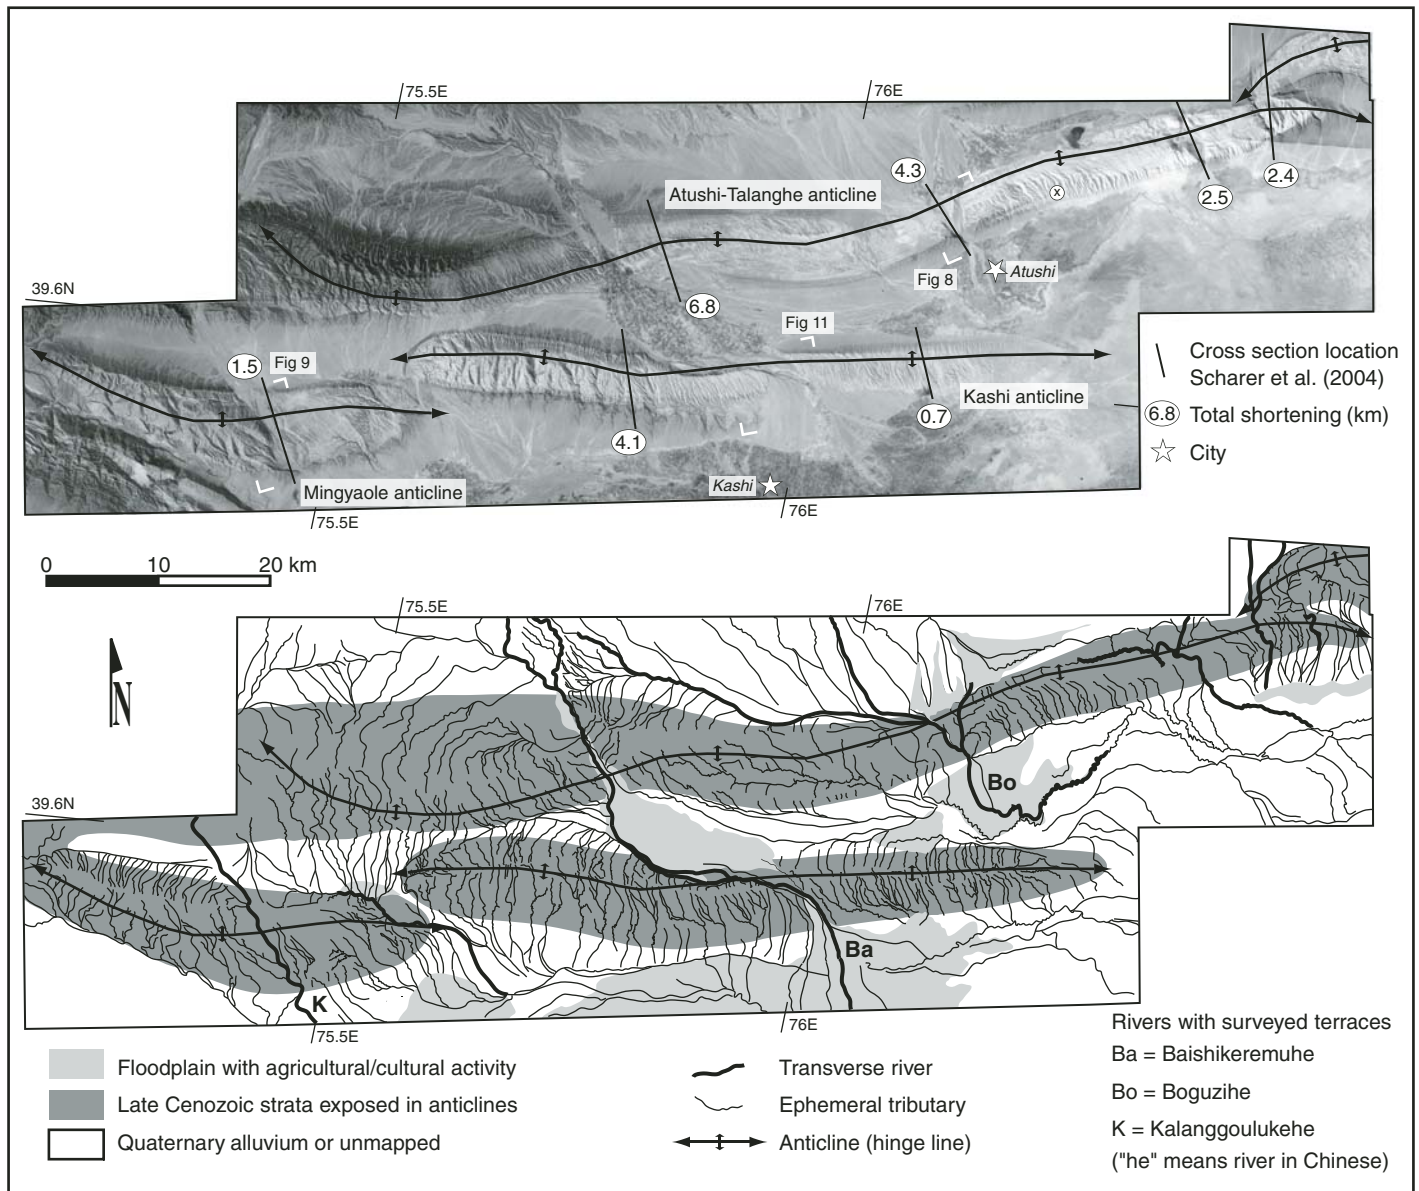 75.5E
76E
4.3
Atushi-Talanghe anticline
x
2.5
2.4
Fig 8
Atushi
39.6N
6.8
Fig 11
1.5
Fig 9
Kashi anticline
0.7
4.1
Kashi
Mingyaole anticline
75.5E
76E
Cross section location
Scharer et al. (2004)
6.8 Total shortening (km)
City
0 10 20 km
N
75.5E
76E
39.6N
Bo
Ba
K
75.5E
76E
Floodplain with agricultural/cultural activity
Late Cenozoic strata exposed in anticlines
Quaternary alluvium or unmapped
Transverse river
Ephemeral tributary
Anticline (hinge line)
Rivers with surveyed terraces
Ba = Baishikeremuhe
Bo = Boguzihe
K = Kalanggoulukehe
("he" means river in Chinese)